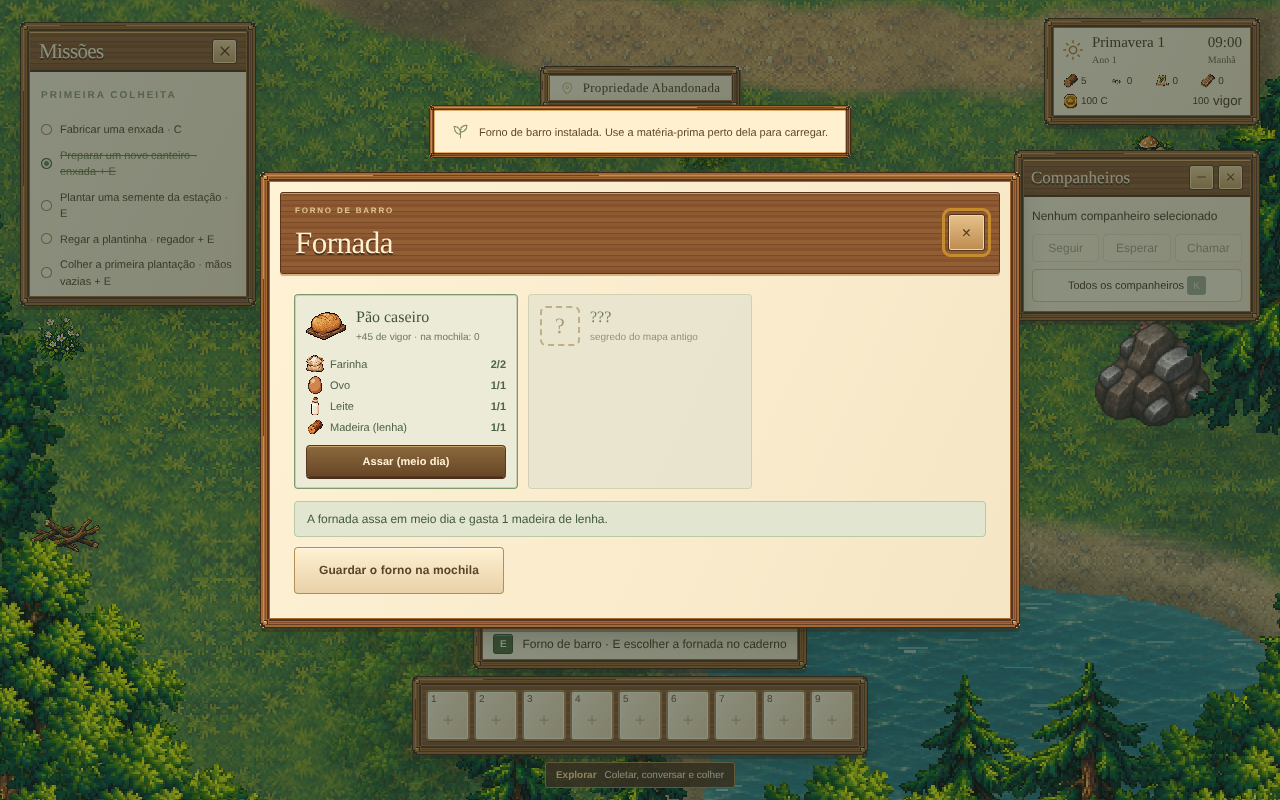 Missões
×
PRIMEIRA COLHEITA
Fabricar uma enxada · C
Preparar um novo canteiro ·
enxada + E
Plantar uma semente da estação ·
E
Regar a plantinha · regador + E
Colher a primeira plantação · mãos
vazias + E
Propriedade Abandonada
Forno de barro instalada. Use a matéria-prima perto dela para carregar.
Primavera 1
09:00
Ano 1
Manhã
5
0
0
0
100 C
100 vigor
Companheiros
−
×
Nenhum companheiro selecionado
Seguir
Esperar
Chamar
Todos os companheiros K
FORNO DE BARRO
Fornada
×
Pão caseiro
+45 de vigor · na mochila: 0
Farinha 2/2
Ovo 1/1
Leite 1/1
Madeira (lenha) 1/1
Assar (meio dia)
?
???
segredo do mapa antigo
A fornada assa em meio dia e gasta 1 madeira de lenha.
Guardar o forno na mochila
E Forno de barro · E escolher a fornada no caderno
1 2 3 4 5 6 7 8 9
+ + + + + + + + +
Explorar Coletar, conversar e colher